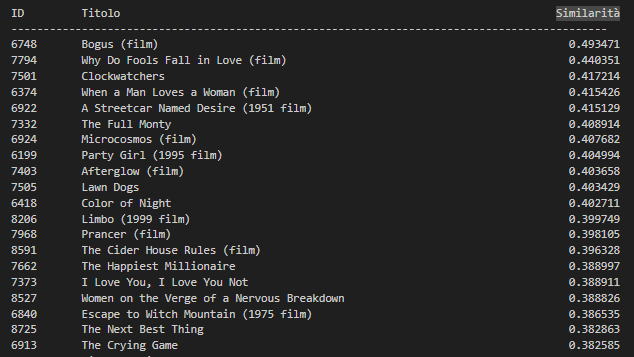 ID Titolo Similarità
--------------------------------------------------------------------------------------------
6748 Bogus (film) 0.493471
7794 Why Do Fools Fall in Love (film) 0.440351
7501 Clockwatchers 0.417214
6374 When a Man Loves a Woman (film) 0.415426
6922 A Streetcar Named Desire (1951 film) 0.415129
7332 The Full Monty 0.408914
6924 Microcosmos (film) 0.407682
6199 Party Girl (1995 film) 0.404994
7403 Afterglow (film) 0.403658
7505 Lawn Dogs 0.403429
6418 Color of Night 0.402711
8206 Limbo (1999 film) 0.399749
7968 Prancer (film) 0.398105
8591 The Cider House Rules (film) 0.396328
7662 The Happiest Millionaire 0.388997
7373 I Love You, I Love You Not 0.388911
8527 Women on the Verge of a Nervous Breakdown 0.388826
6840 Escape to Witch Mountain (1975 film) 0.386535
8725 The Next Best Thing 0.382863
6913 The Crying Game 0.382585